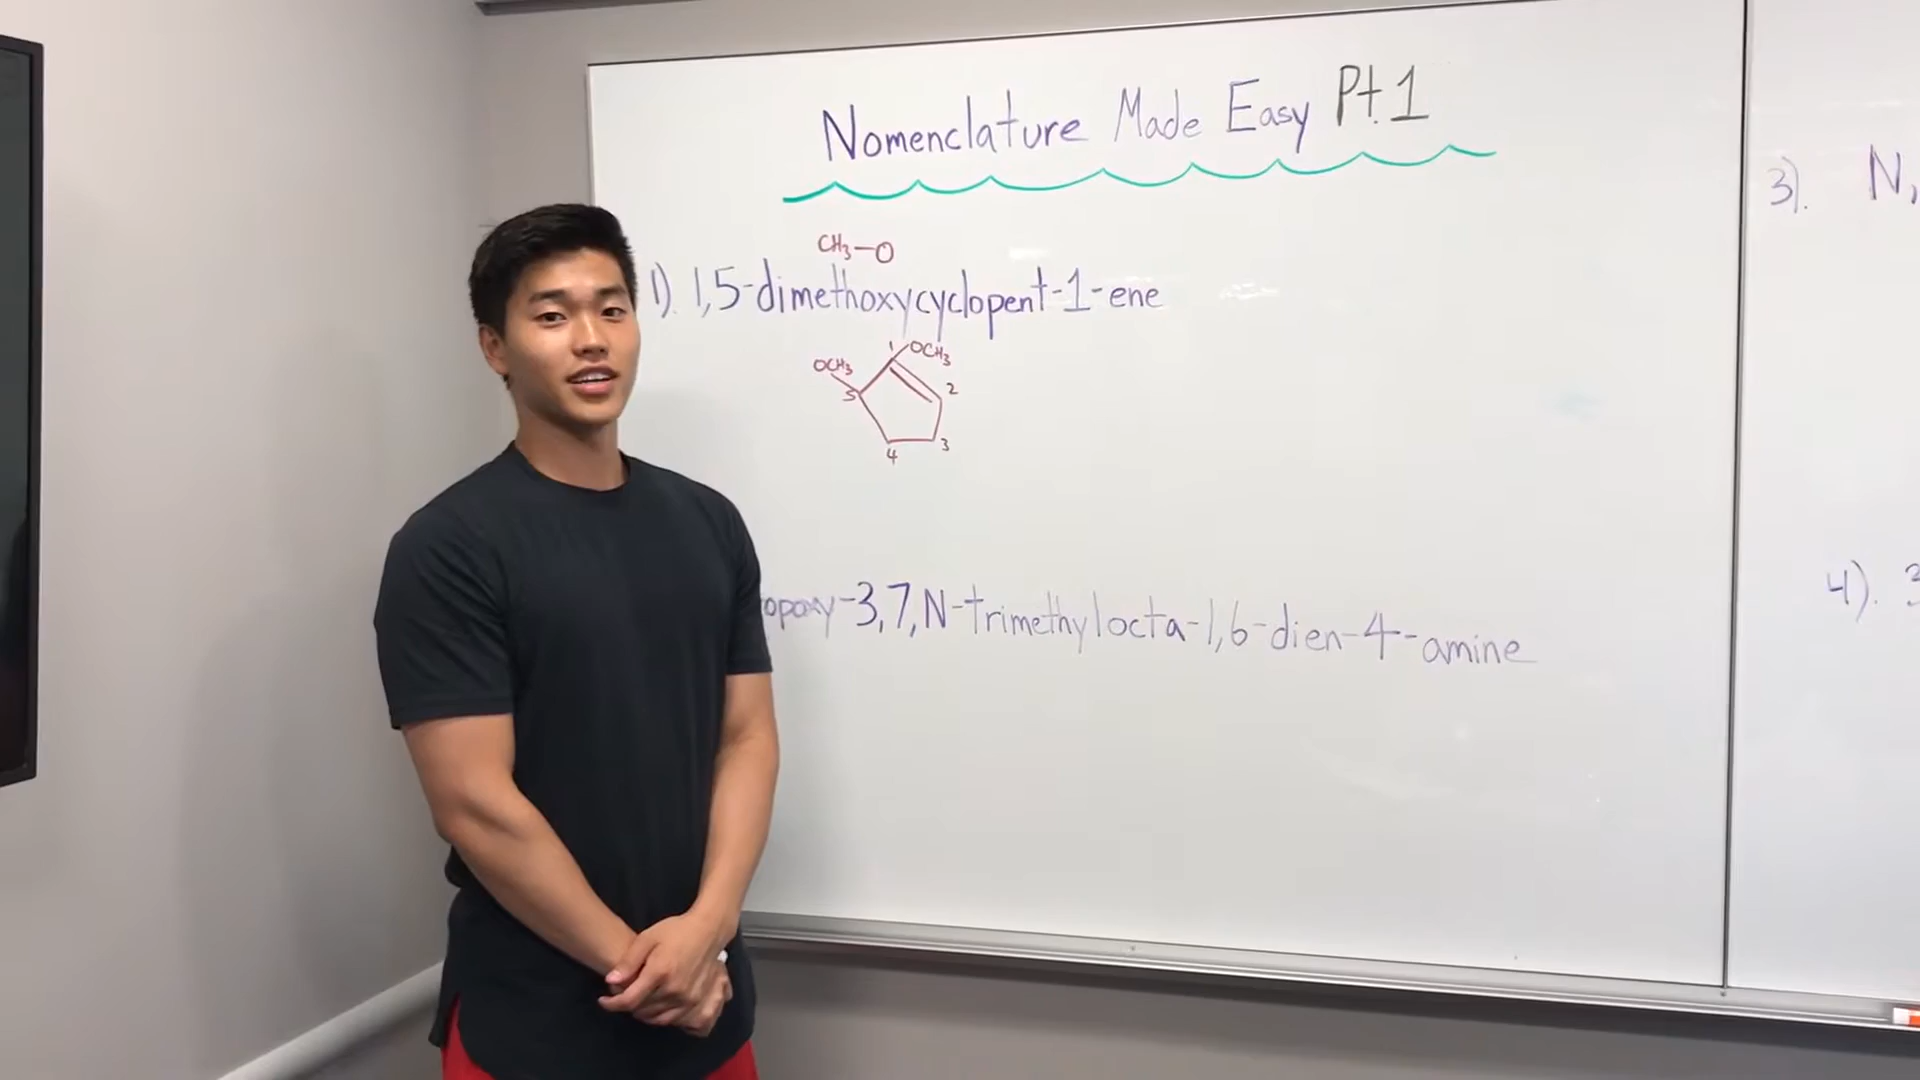 Nomenclature Made Easy Pt.1
CH3-O
1). 1,5-dimethoxycyclopent-1-ene
1 OCH3
OCH3
5 2
4 3
opoxy-3,7,N-trimethylocta-1,6-dien-4-amine
3). N,
4). 3